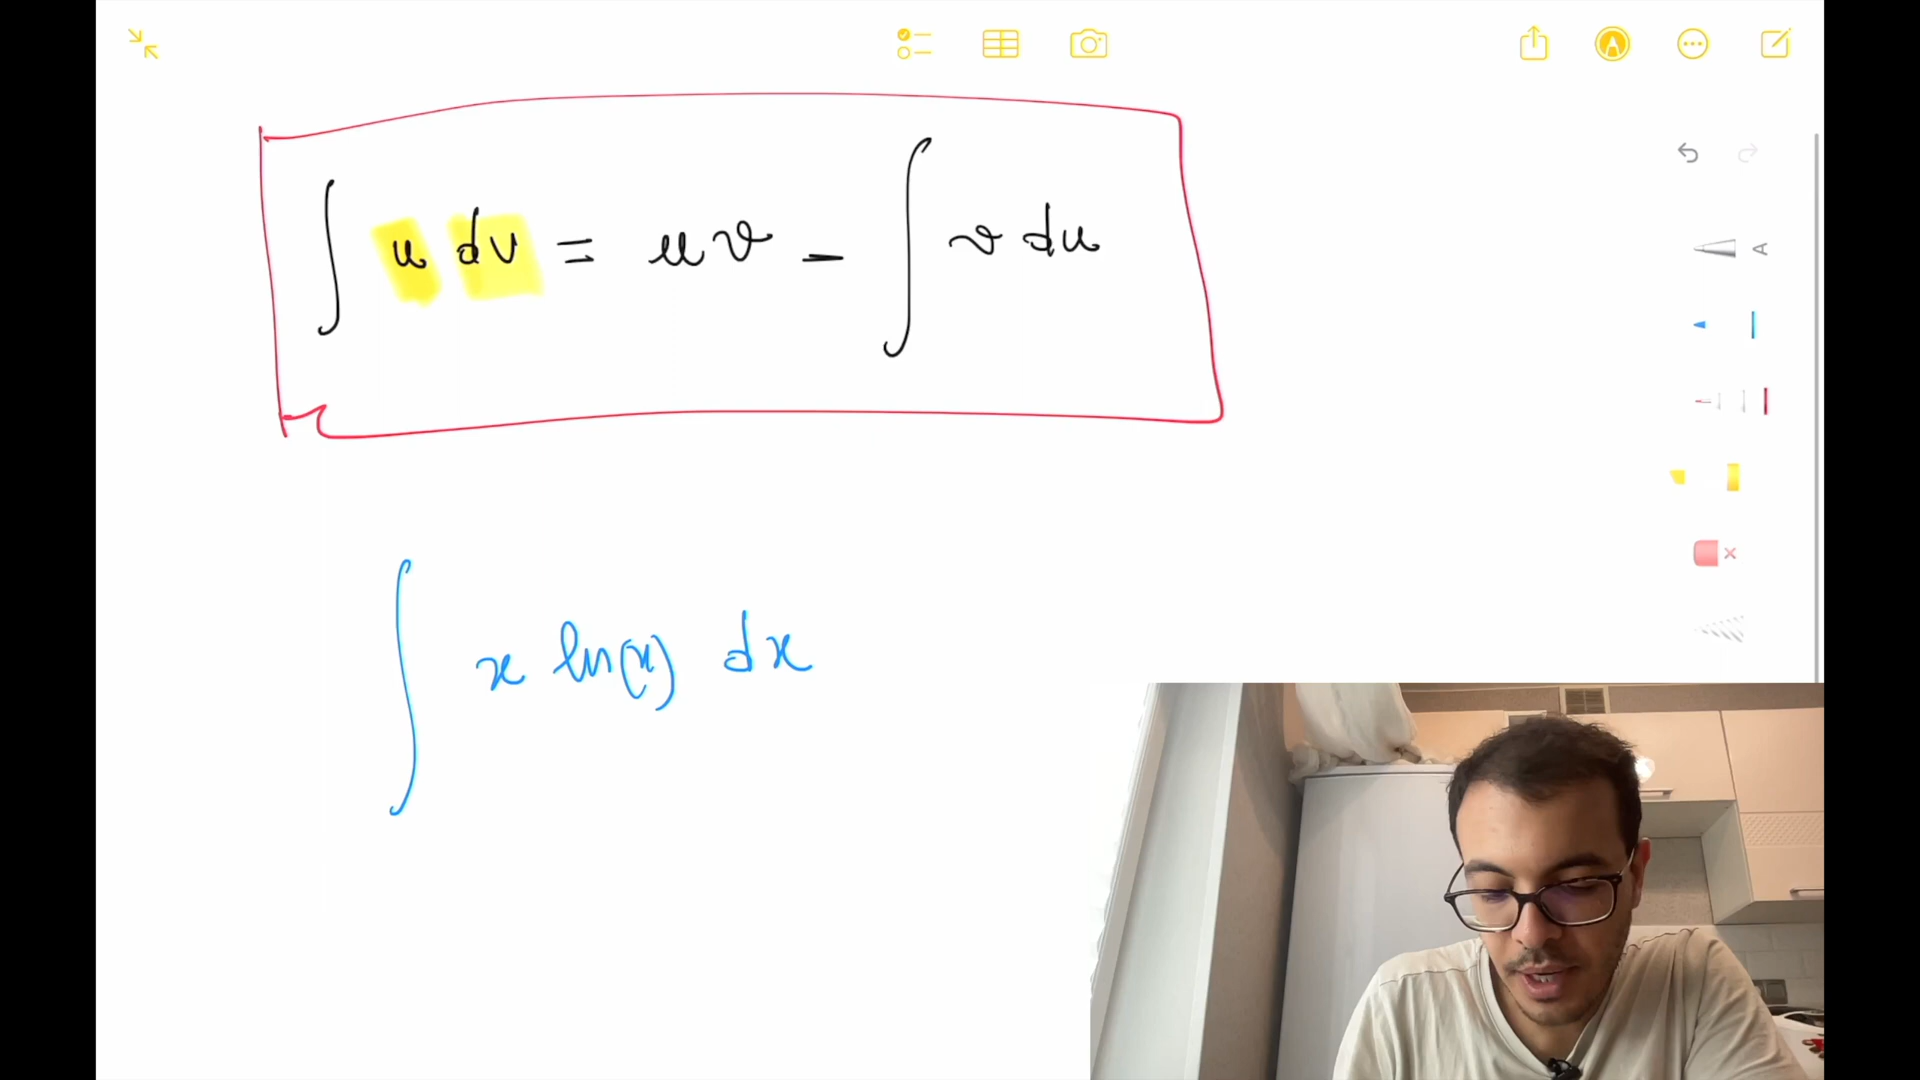 ∫ u dv = uv - ∫ v du
∫ x ln(x) dx